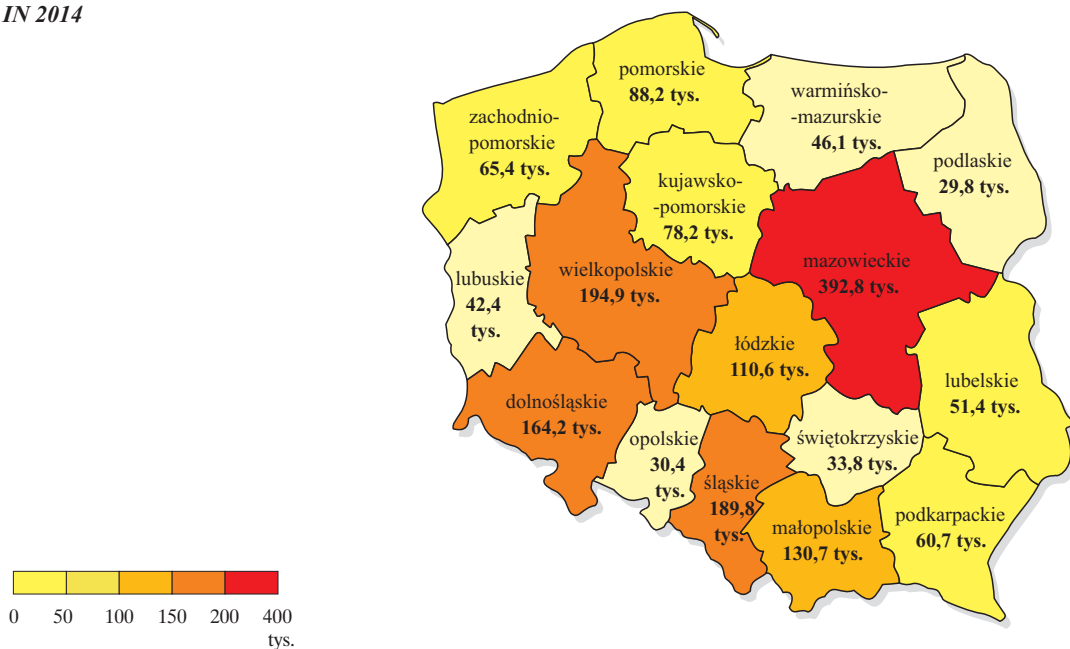 IN 2014
pomorskie
88,2 tys.
warmińsko-
-mazurskie
46,1 tys.
zachodnio-
pomorskie
65,4 tys.
podlaskie
29,8 tys.
kujawsko-
-pomorskie
78,2 tys.
mazowieckie
392,8 tys.
wielkopolskie
194,9 tys.
lubuskie
42,4
tys.
łódzkie
110,6 tys.
lubelskie
51,4 tys.
dolnośląskie
164,2 tys.
opolskie
30,4
tys.
świętokrzyskie
33,8 tys.
śląskie
189,8
tys.
małopolskie
130,7 tys.
podkarpackie
60,7 tys.
0 50 100 150 200 400
tys.